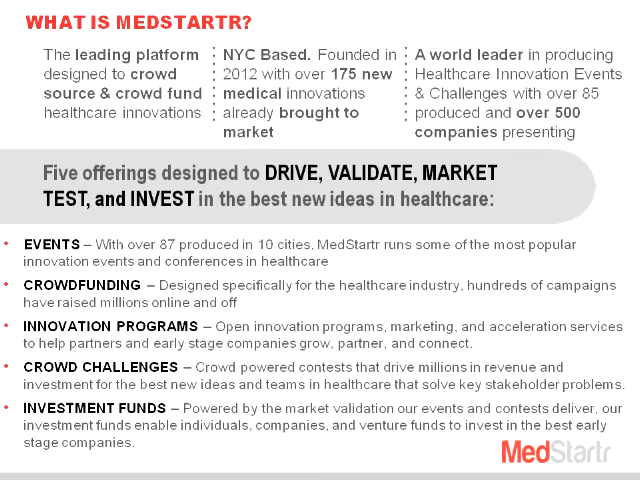 WHAT IS MEDSTARTR?
The leading platform
designed to crowd
source & crowd fund
healthcare innovations
NYC Based. Founded in
2012 with over 175 new
medical innovations
already brought to
market
A world leader in producing
Healthcare Innovation Events
& Challenges with over 85
produced and over 500
companies presenting
Five offerings designed to DRIVE, VALIDATE, MARKET
TEST, and INVEST in the best new ideas in healthcare:
• EVENTS – With over 87 produced in 10 cities, MedStartr runs some of the most popular
innovation events and conferences in healthcare
• CROWDFUNDING – Designed specifically for the healthcare industry, hundreds of campaigns
have raised millions online and off
• INNOVATION PROGRAMS – Open innovation programs, marketing, and acceleration services
to help partners and early stage companies grow, partner, and connect.
• CROWD CHALLENGES – Crowd powered contests that drive millions in revenue and
investment for the best new ideas and teams in healthcare that solve key stakeholder problems.
• INVESTMENT FUNDS – Powered by the market validation our events and contests deliver, our
investment funds enable individuals, companies, and venture funds to invest in the best early
stage companies.
MedStartr